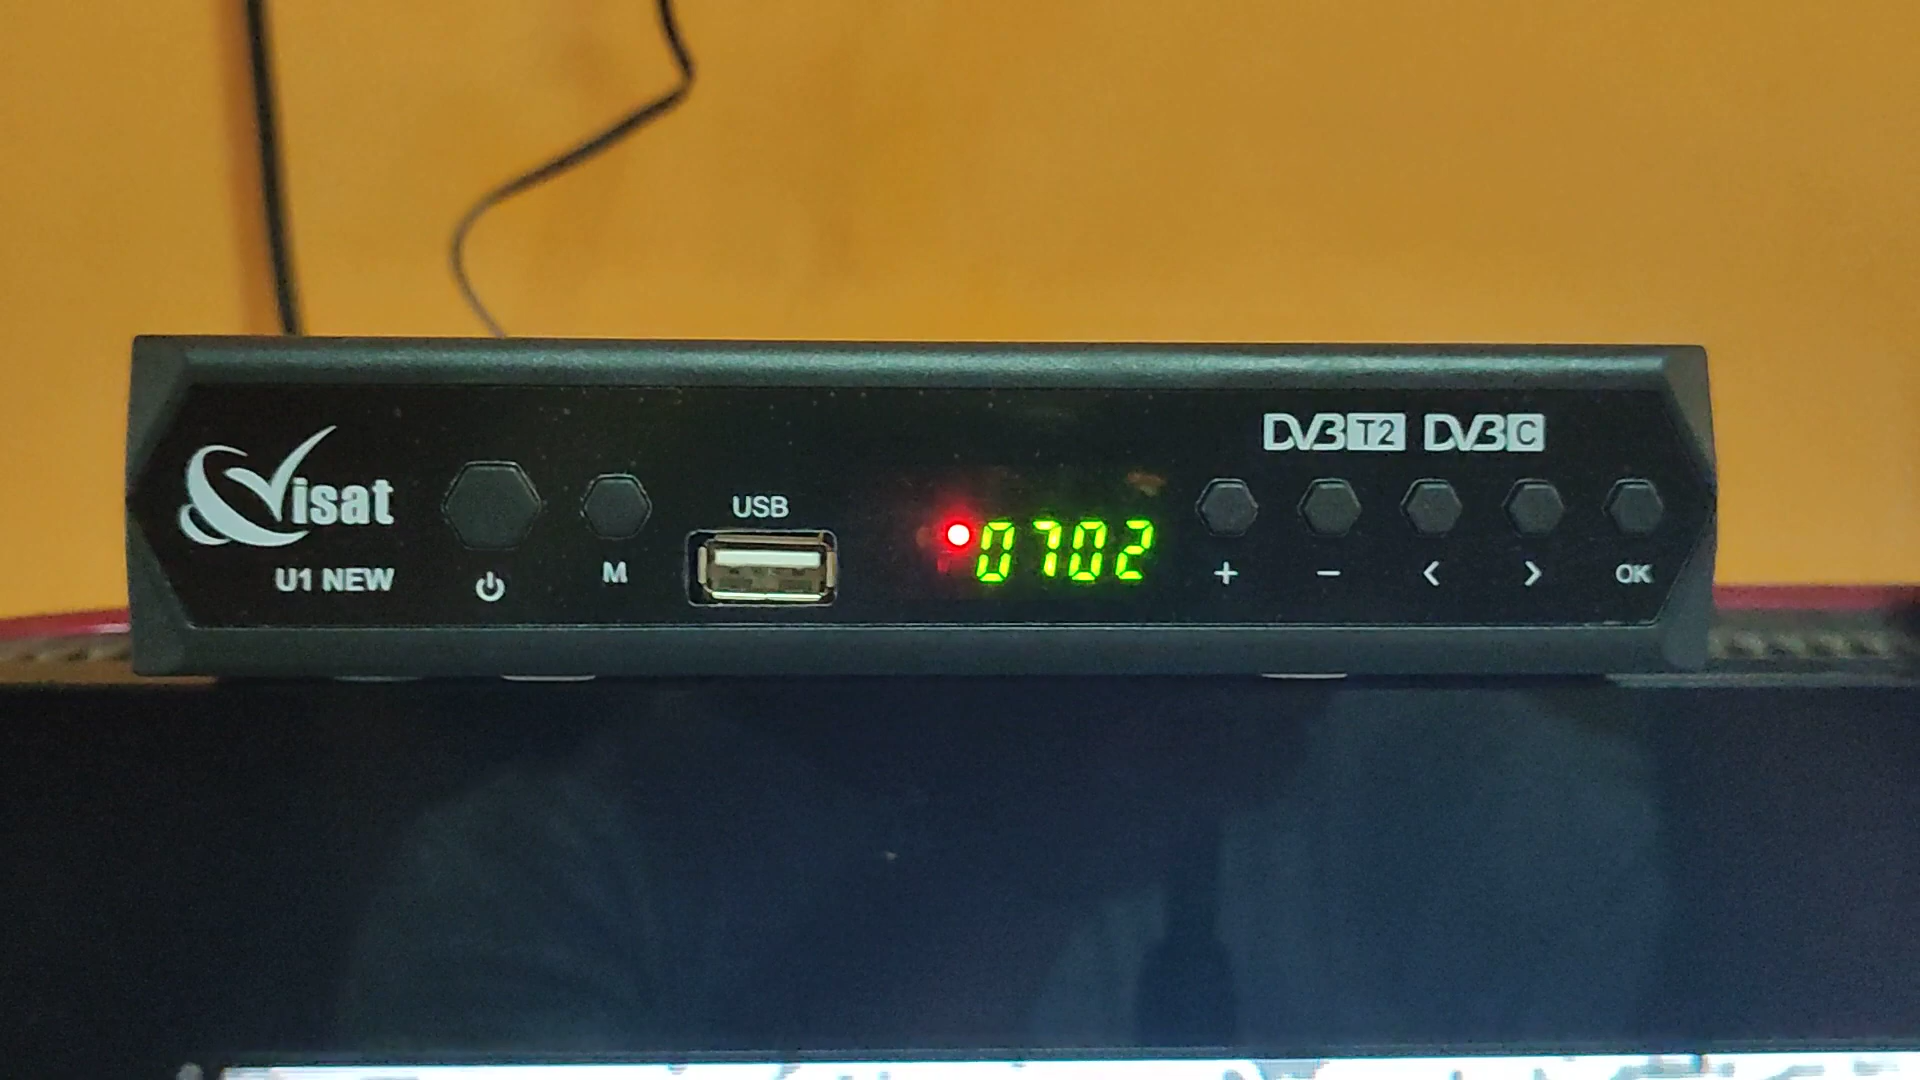 Visat
U1 NEW
M
USB
0702
DVB T2 DVB C
+ - < > OK